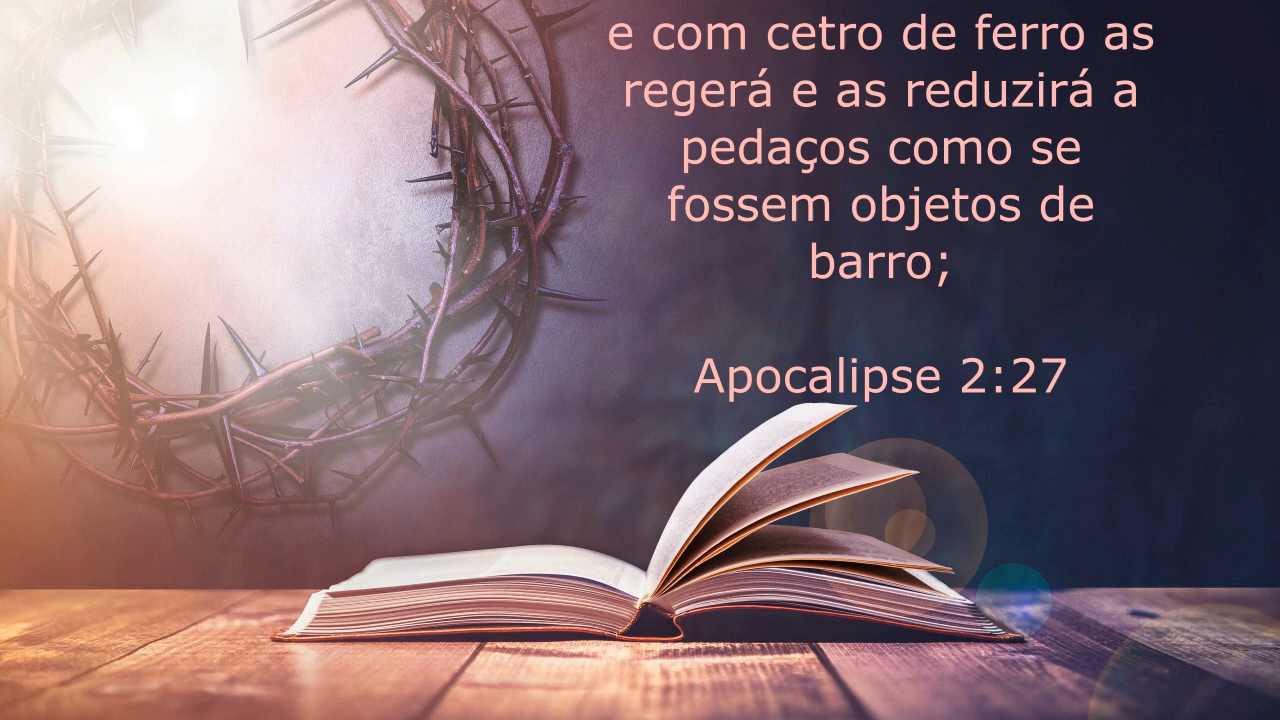 e com cetro de ferro as
regerá e as reduzirá a
pedaços como se
fossem objetos de
barro;
Apocalipse 2:27